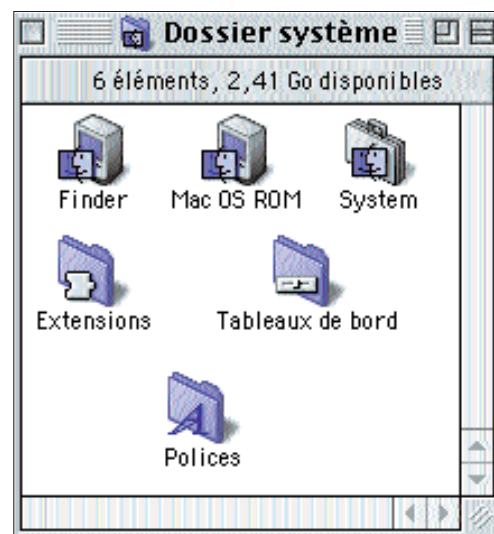 Dossier système
6 éléments, 2,41 Go disponibles
Finder
Mac OS ROM
System
Extensions
Tableaux de bord
Polices